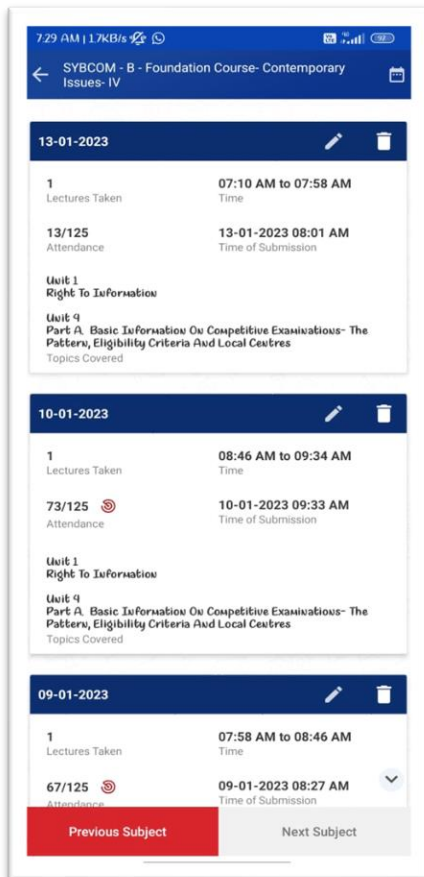 7:29 AM | 1.7KB/s
SYBCOM - B - Foundation Course- Contemporary
Issues- IV
13-01-2023
1 07:10 AM to 07:58 AM
Lectures Taken Time
13/125 13-01-2023 08:01 AM
Attendance Time of Submission
Unit 1
Right To Information
Unit 4
Part A. Basic Information On Competitive Examinations- The
Pattern, Eligibility Criteria And Local Centres
Topics Covered
10-01-2023
1 08:46 AM to 09:34 AM
Lectures Taken Time
73/125 10-01-2023 09:33 AM
Attendance Time of Submission
Unit 1
Right To Information
Unit 4
Part A. Basic Information On Competitive Examinations- The
Pattern, Eligibility Criteria And Local Centres
Topics Covered
09-01-2023
1 07:58 AM to 08:46 AM
Lectures Taken Time
67/125 09-01-2023 08:27 AM
Attendance Time of Submission
Previous Subject Next Subject